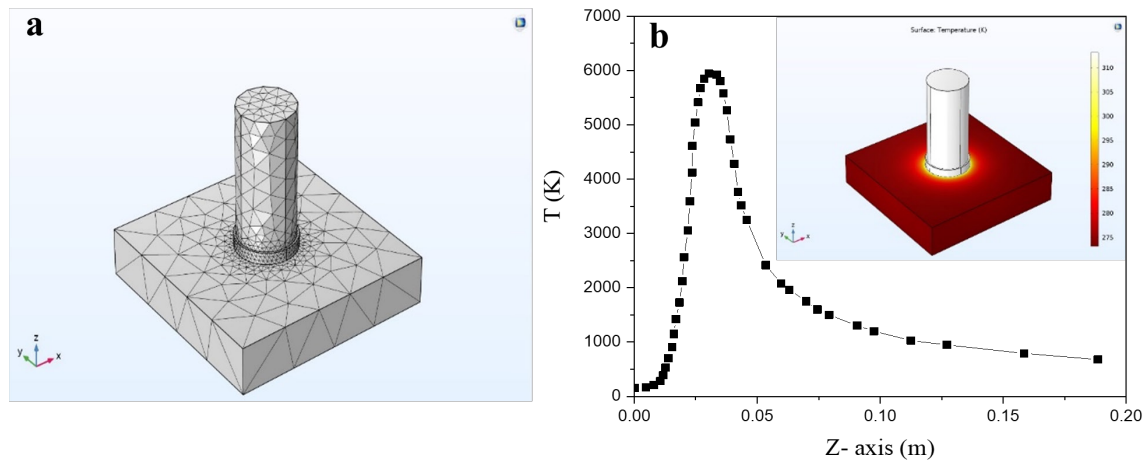 a
z
y
x
b
7000
6000
5000
4000
3000
2000
1000
0
T (K)
0.00
0.05
0.10
0.15
0.20
Z- axis (m)
Surface: Temperature (K)
310
305
300
295
290
285
280
275
z
y
x